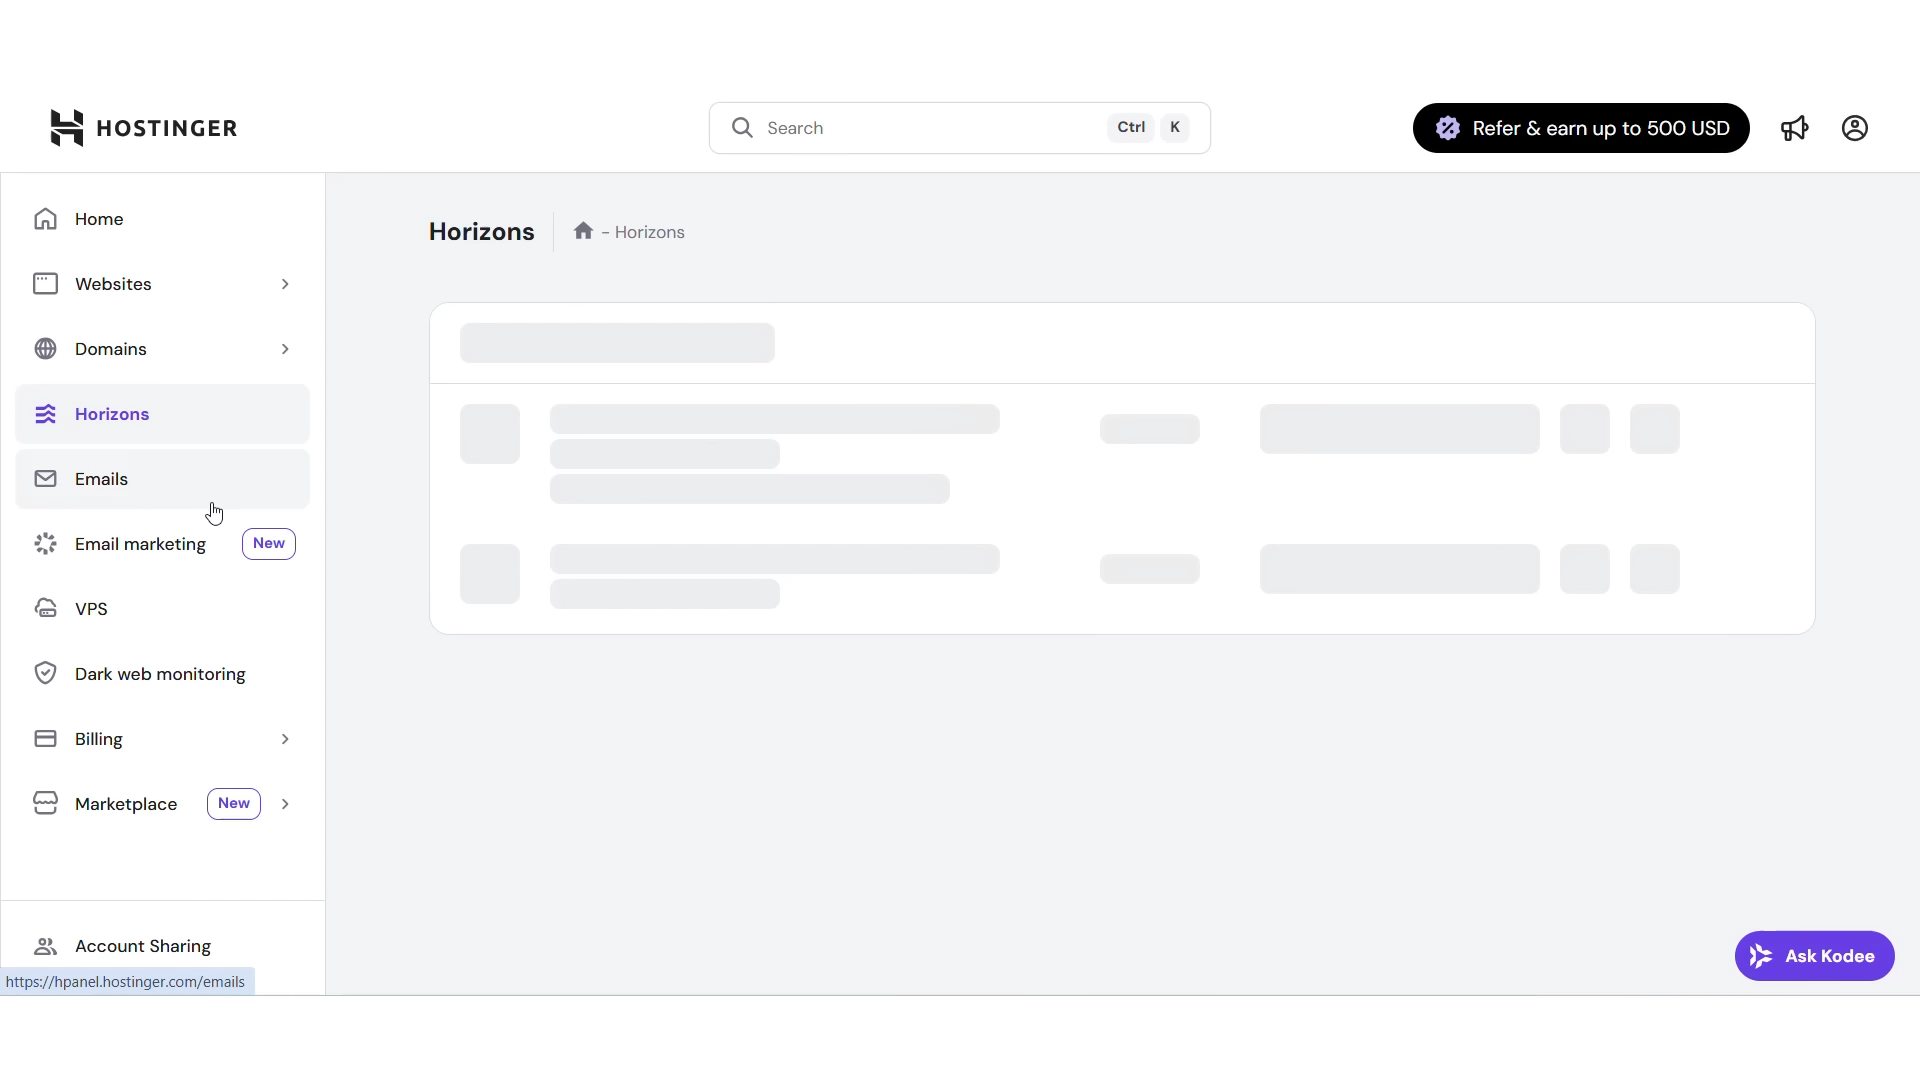 HOSTINGER
Search
Ctrl K
Refer & earn up to 500 USD
Home
Websites
Domains
Horizons
Emails
Email marketing New
VPS
Dark web monitoring
Billing
Marketplace New
Account Sharing
https://hpanel.hostinger.com/emails
Horizons
- Horizons
Ask Kodee